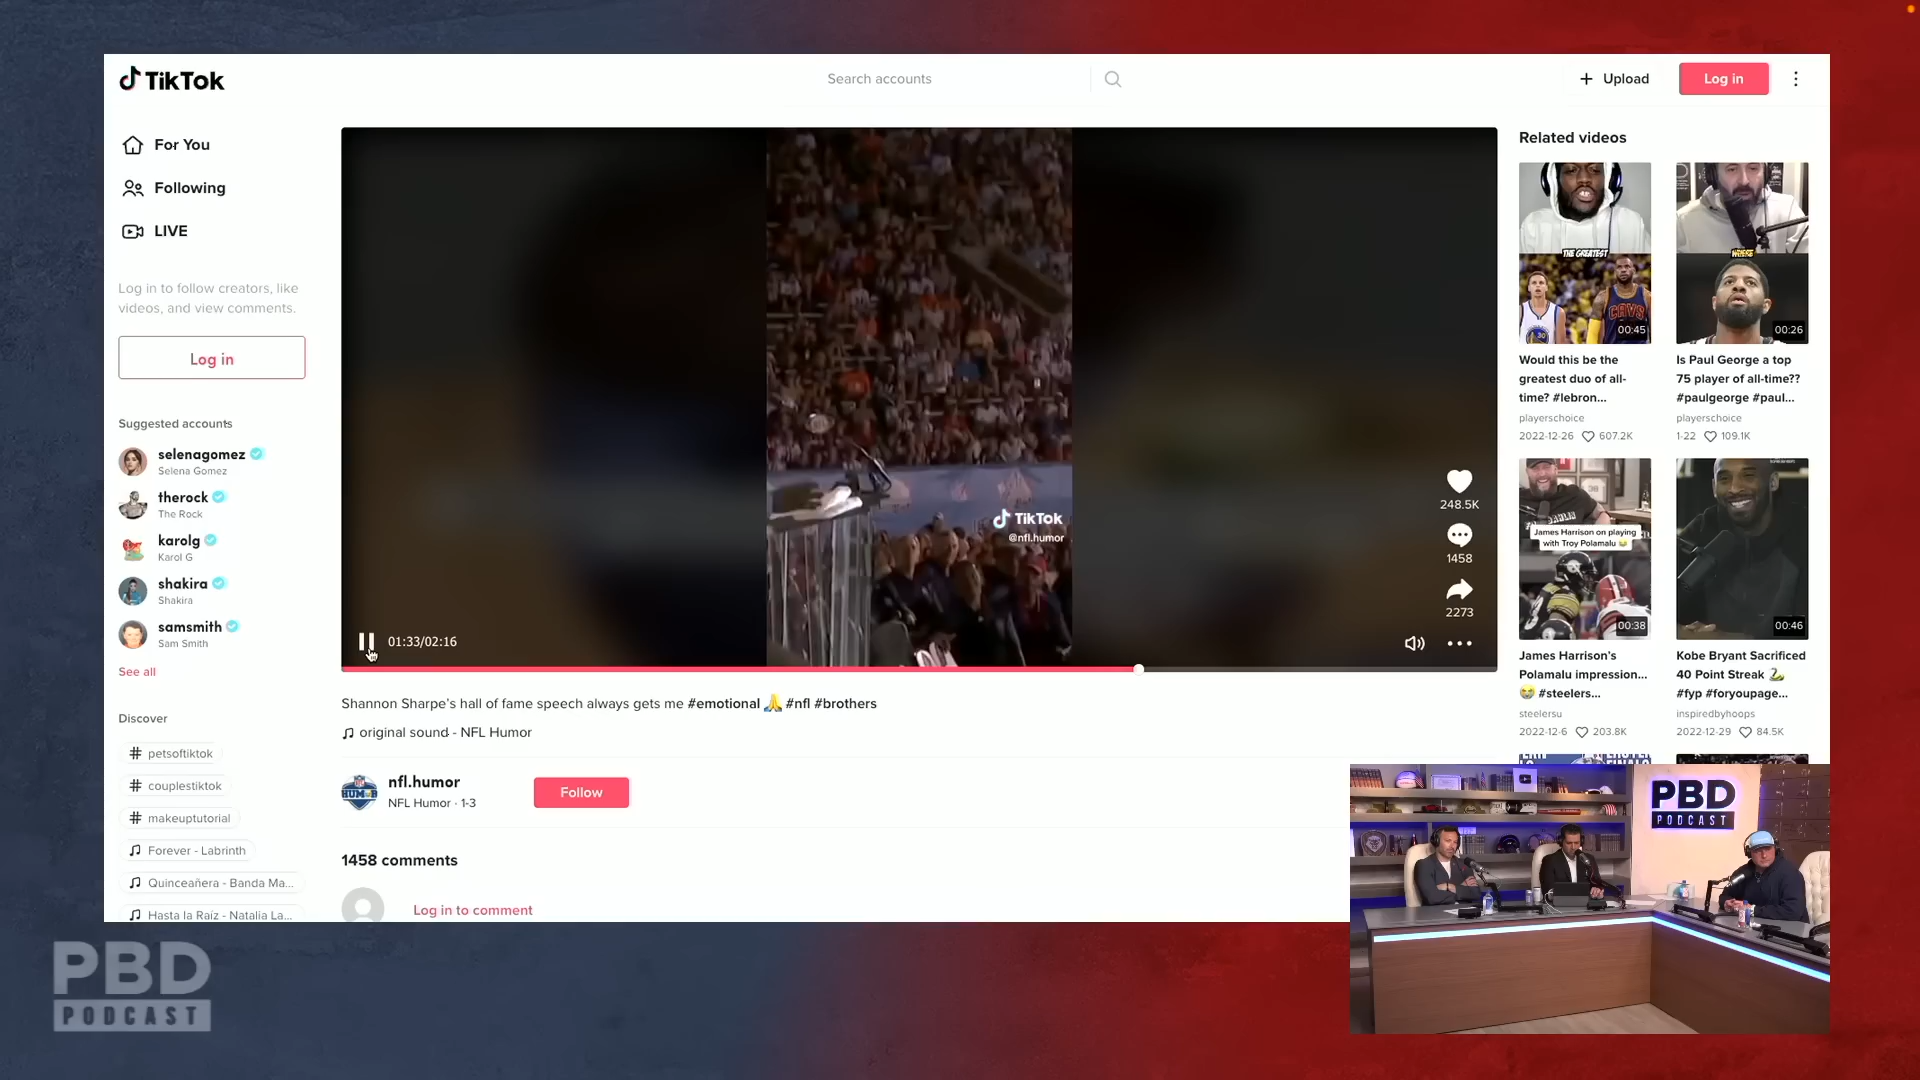 TikTok
Search accounts
Upload
Log in
For You
Following
LIVE
Log in to follow creators, like
videos, and view comments.
Log in
Suggested accounts
selenagomez
Selena Gomez
therock
The Rock
karolg
Karol G
shakira
Shakira
samsmith
Sam Smith
See all
Discover
# petsoftiktok
# couplestiktok
# makeuptutorial
Forever - Labrinth
Quinceañera - Banda Ma...
Hasta la Raíz - Natalia La...
TikTok
@nfl.humor
248.5K
1458
2273
01:33/02:16
Shannon Sharpe's hall of fame speech always gets me #emotional 🙏 #nfl #brothers
original sound - NFL Humor
HUMOR
nfl.humor
NFL Humor · 1-3
Follow
1458 comments
Log in to comment
Related videos
THE GREATEST
CAVS
30
00:45
Would this be the
greatest duo of all-
time? #lebron...
playerschoice
2022-12-26
607.2K
WHERE
00:26
Is Paul George a top
75 player of all-time??
#paulgeorge #paul...
playerschoice
1-22
109.1K
James Harrison on playing
with Troy Polamalu 😂
00:38
James Harrison's
Polamalu impression...
😭 #steelers...
steelersu
2022-12-6
203.8K
00:46
Kobe Bryant Sacrificed
40 Point Streak 🐍
#fyp #foryoupage...
inspiredbyhoops
2022-12-29
84.5K
PBD
PODCAST
PBD
PODCAST